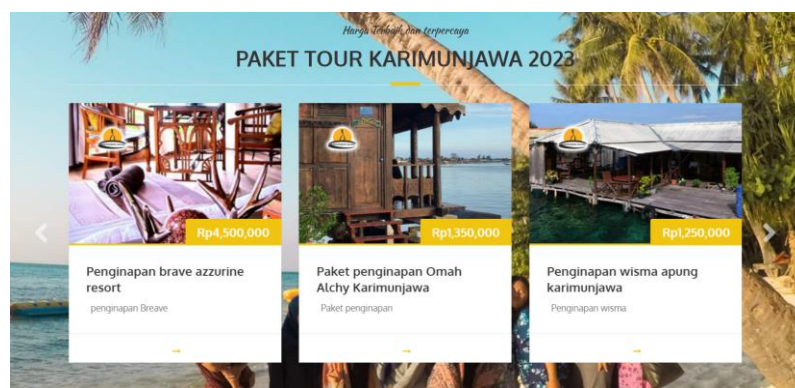 Harga Terbaik dan terpercaya
PAKET TOUR KARIMUNJAWA 2023
Rp4,500,000
Penginapan brave azzurine
resort
penginapan Breave
Rp1,350,000
Paket penginapan Omah
Alchy Karimunjawa
Paket penginapan
Rp1,250,000
Penginapan wisma apung
karimunjawa
Penginapan wisma